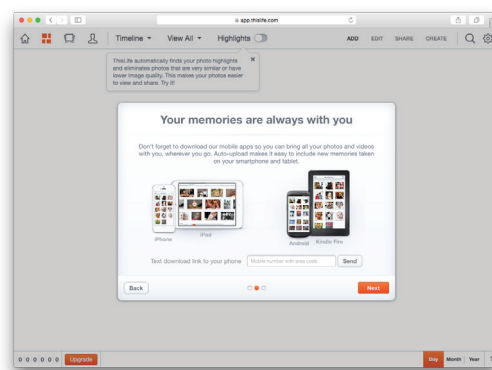 app.thislife.com
Timeline View All Highlights ADD EDIT SHARE CREATE
ThisLife automatically finds your photo highlights
and eliminates photos that are very similar or have
lower image quality. This makes your photos easier
to view and share. Try it!
Your memories are always with you
Don't forget to download our mobile apps so you can bring all your photos and videos
with you, wherever you go. Auto-upload makes it easy to include new memories taken
on your smartphone and tablet.
iPhone iPad Android Kindle Fire
Text download link to your phone Mobile number with area code Send
Back Next
0 0 0 0 0 0 Upgrade Day Month Year